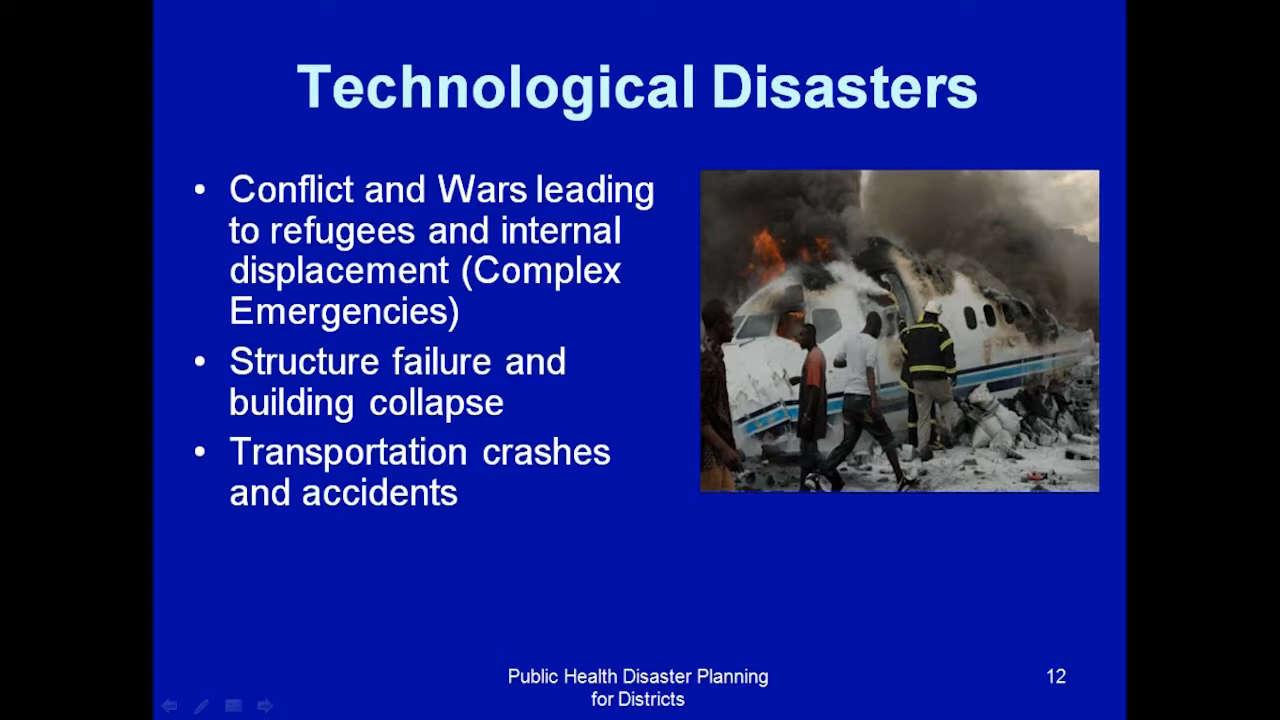 Technological Disasters
• Conflict and Wars leading
to refugees and internal
displacement (Complex
Emergencies)
• Structure failure and
building collapse
• Transportation crashes
and accidents
Public Health Disaster Planning
for Districts
12